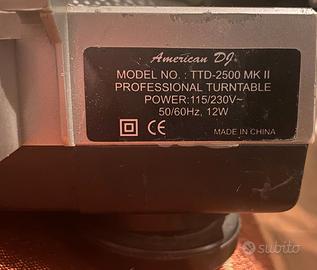 American DJ
MODEL NO. : TTD-2500 MK II
PROFESSIONAL TURNTABLE
POWER:115/230V~
50/60Hz, 12W
CE
MADE IN CHINA
subito